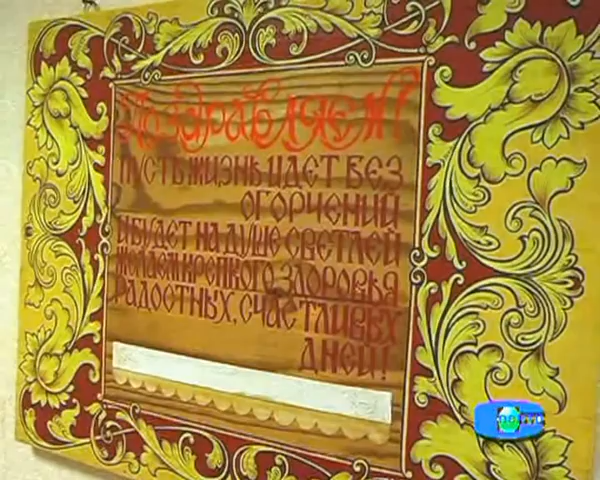 Поздравляем!
Пусть жизнь идет без
огорчений
и будет на душе светлей
Желаем крепкого здоровья
Радостных, счастливых
дней!